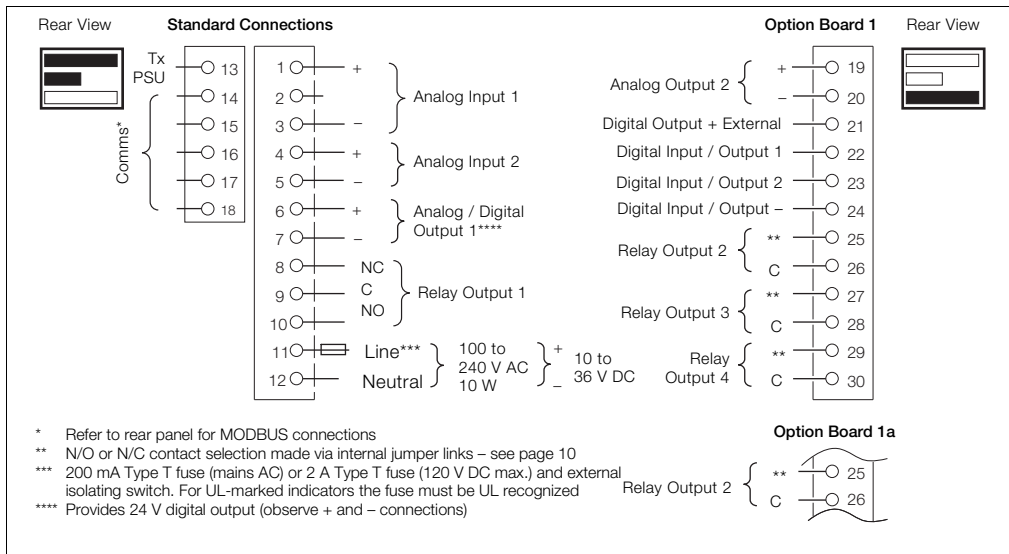 Rear View
Standard Connections
Option Board 1
Rear View
Tx
PSU
13
14
15
16
17
18
Comms*
1
2
3
4
5
6
7
8
9
10
11
12
+
–
Analog Input 1
+
–
Analog Input 2
+
–
Analog / Digital
Output 1****
NC
C
NO
Relay Output 1
Line***
Neutral
100 to
240 V AC
10 W
+
–
10 to
36 V DC
Analog Output 2
+
–
19
20
Digital Output + External
21
Digital Input / Output 1
22
Digital Input / Output 2
23
Digital Input / Output –
24
Relay Output 2
**
25
C
26
Relay Output 3
**
27
C
28
Relay
Output 4
**
29
C
30
* Refer to rear panel for MODBUS connections
** N/O or N/C contact selection made via internal jumper links – see page 10
*** 200 mA Type T fuse (mains AC) or 2 A Type T fuse (120 V DC max.) and external
isolating switch. For UL-marked indicators the fuse must be UL recognized
**** Provides 24 V digital output (observe + and – connections)
Option Board 1a
Relay Output 2
**
25
C
26